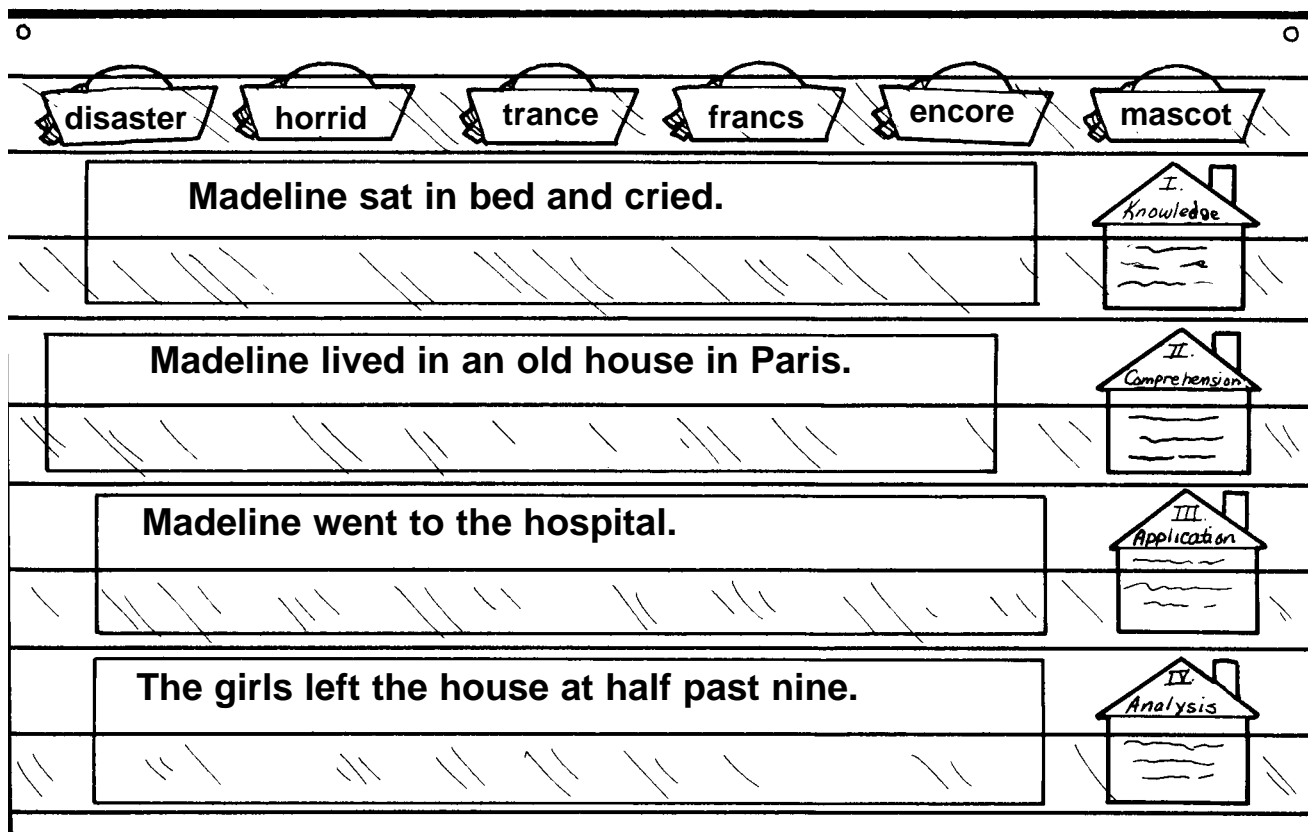 disaster horrid trance francs encore mascot
Madeline sat in bed and cried.
I.
Knowledge
Madeline lived in an old house in Paris.
II.
Comprehension
Madeline went to the hospital.
III.
Application
The girls left the house at half past nine.
IV.
Analysis